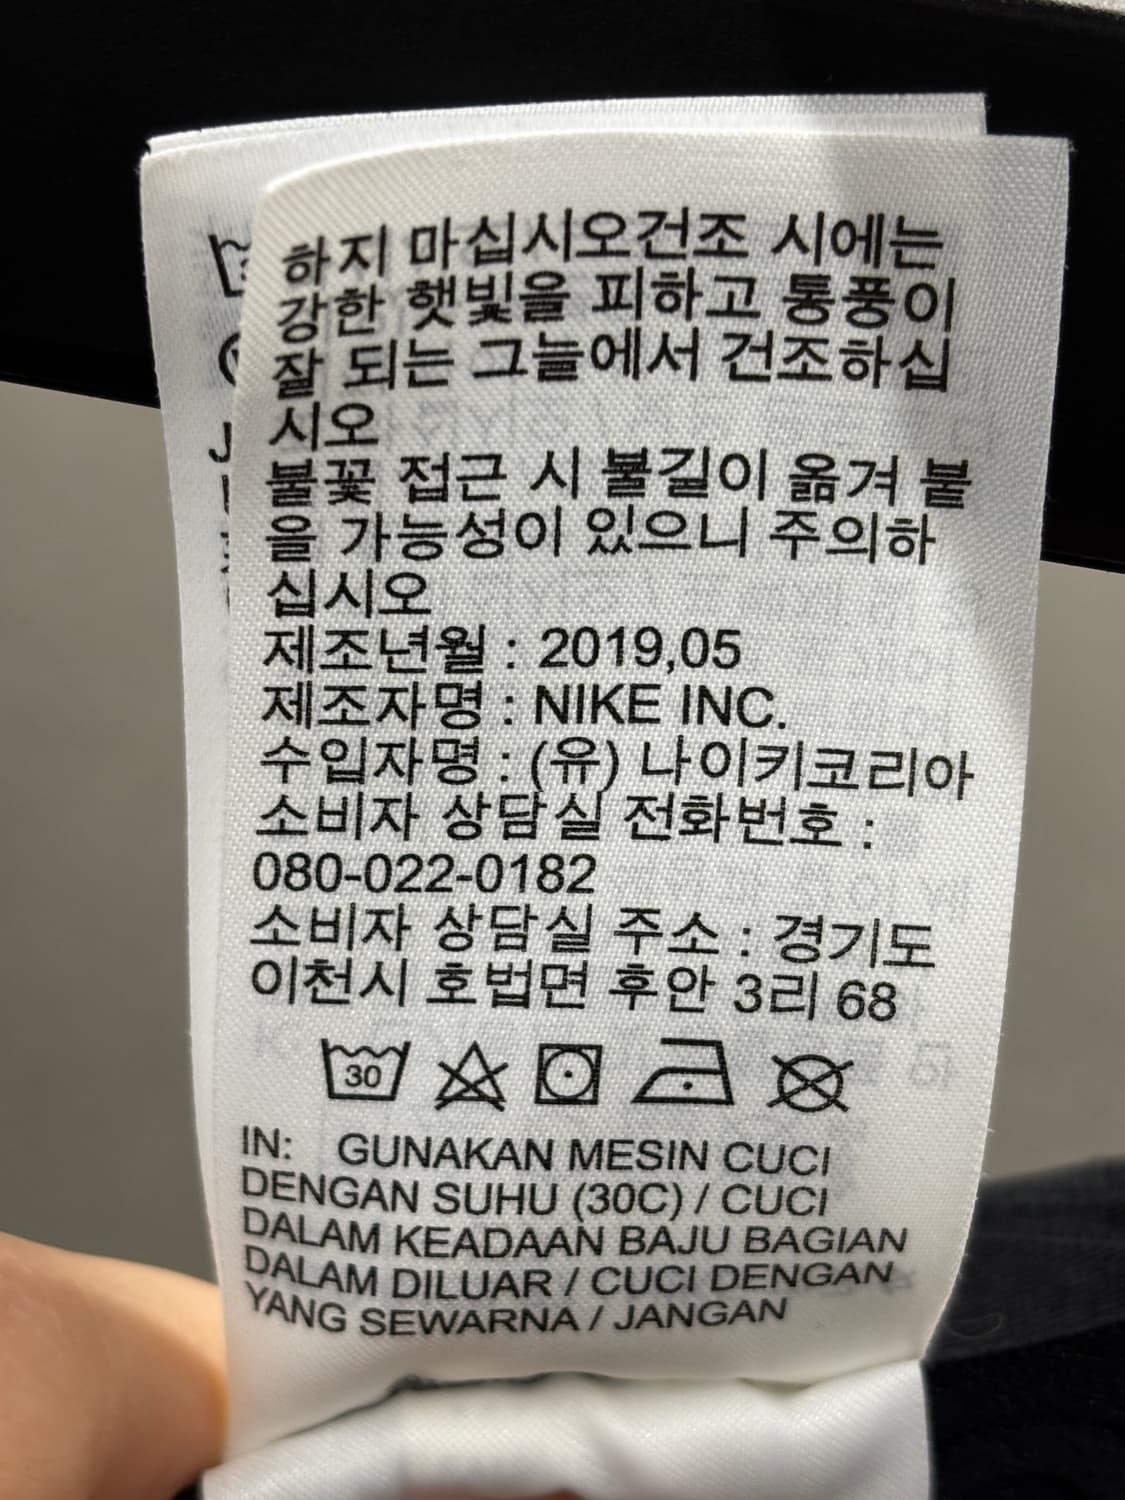 하지 마십시오건조 시에는
강한 햇빛을 피하고 통풍이
잘 되는 그늘에서 건조하십
시오
불꽃 접근 시 불길이 옮겨 붙
을 가능성이 있으니 주의하
십시오
제조년월 : 2019,05
제조자명 : NIKE INC.
수입자명 : (유) 나이키코리아
소비자 상담실 전화번호 :
080-022-0182
소비자 상담실 주소 : 경기도
이천시 호법면 후안 3리 68
30
IN: GUNAKAN MESIN CUCI
DENGAN SUHU (30C) / CUCI
DALAM KEADAAN BAJU BAGIAN
DALAM DILUAR / CUCI DENGAN
YANG SEWARNA / JANGAN